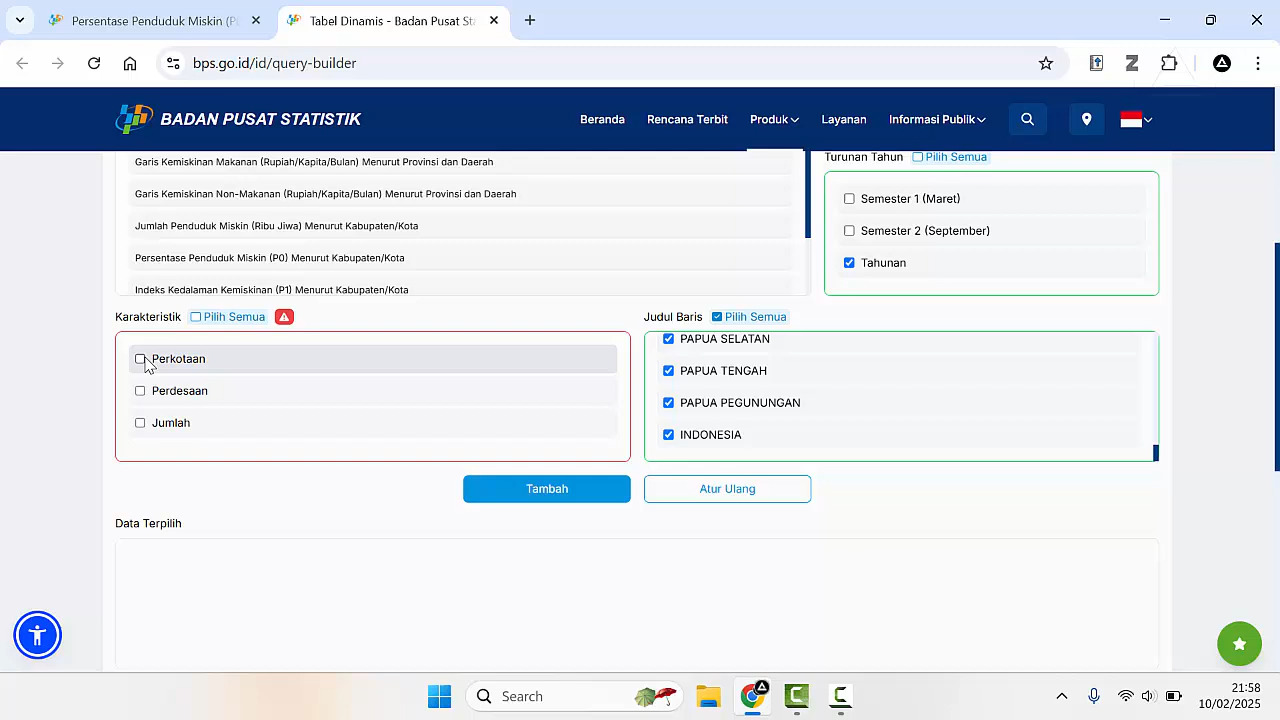 Persentase Penduduk Miskin (P
Tabel Dinamis - Badan Pusat Sta
bps.go.id/id/query-builder
BADAN PUSAT STATISTIK
Beranda
Rencana Terbit
Produk
Layanan
Informasi Publik
Garis Kemiskinan Makanan (Rupiah/Kapita/Bulan) Menurut Provinsi dan Daerah
Garis Kemiskinan Non-Makanan (Rupiah/Kapita/Bulan) Menurut Provinsi dan Daerah
Jumlah Penduduk Miskin (Ribu Jiwa) Menurut Kabupaten/Kota
Persentase Penduduk Miskin (P0) Menurut Kabupaten/Kota
Indeks Kedalaman Kemiskinan (P1) Menurut Kabupaten/Kota
Turunan Tahun Pilih Semua
Semester 1 (Maret)
Semester 2 (September)
Tahunan
Karakteristik Pilih Semua
Perkotaan
Perdesaan
Jumlah
Judul Baris Pilih Semua
PAPUA SELATAN
PAPUA TENGAH
PAPUA PEGUNUNGAN
INDONESIA
Tambah
Atur Ulang
Data Terpilih
Search
21:58
10/02/2025